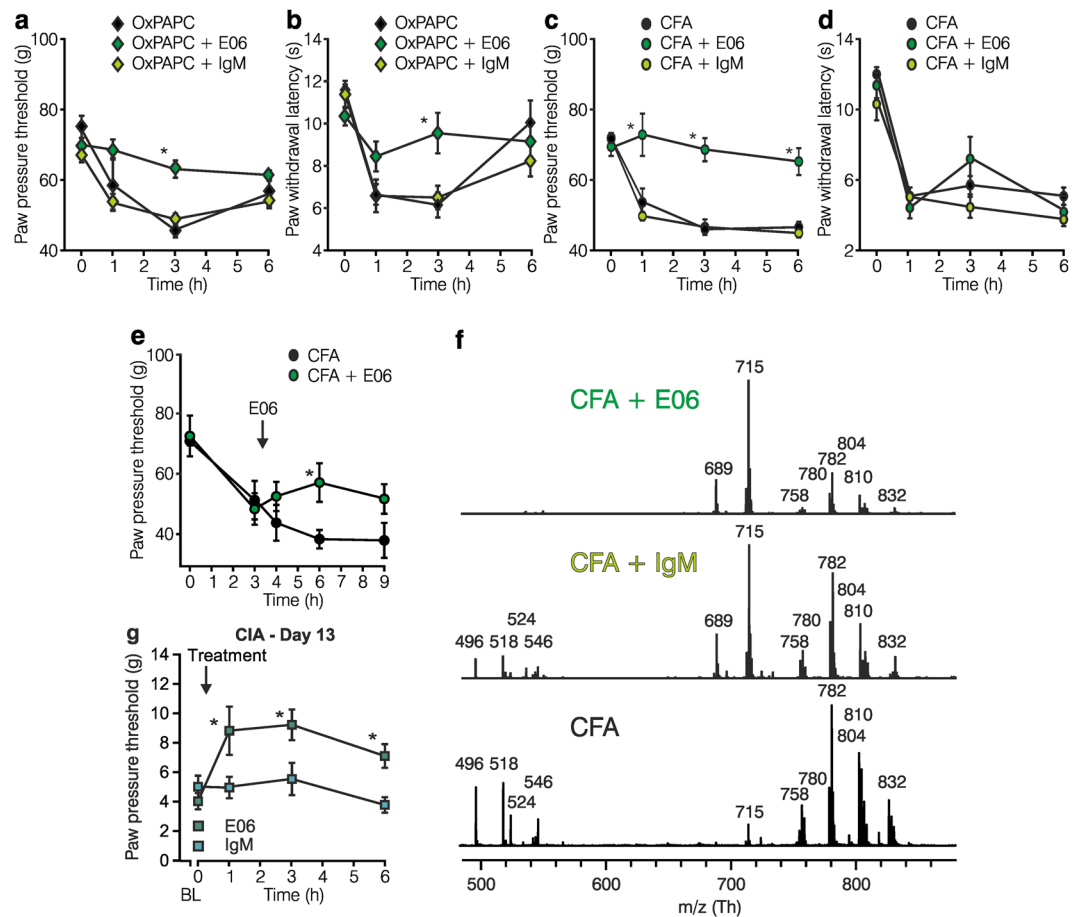 a
OxPAPC
OxPAPC + E06
OxPAPC + IgM
Paw pressure threshold (g)
100
80
60
40
0 1 2 3 4 5 6
Time (h)
*
b
OxPAPC
OxPAPC + E06
OxPAPC + IgM
Paw withdrawal latency (s)
14
12
10
8
6
4
0 1 2 3 4 5 6
Time (h)
*
c
CFA
CFA + E06
CFA + IgM
Paw pressure threshold (g)
100
80
60
40
0 1 2 3 4 5 6
Time (h)
* * *
d
CFA
CFA + E06
CFA + IgM
Paw withdrawal latency (s)
14
10
6
2
0 1 2 3 4 5 6
Time (h)
e
CFA
CFA + E06
E06
Paw pressure threshold (g)
100
80
60
40
0 1 2 3 4 5 6 7 8 9
Time (h)
*
f
CFA + E06
689 715 758 780 782 804 810 832
CFA + IgM
496 518 524 546 689 715 758 780 782 804 810 832
CFA
496 518 524 546 715 758 780 782 804 810 832
500 600 700 800
m/z (Th)
g
CIA - Day 13
Treatment
Paw pressure threshold (g)
14
12
10
8
6
4
2
0
* * *
E06
IgM
0 1 2 3 4 5 6
BL
Time (h)